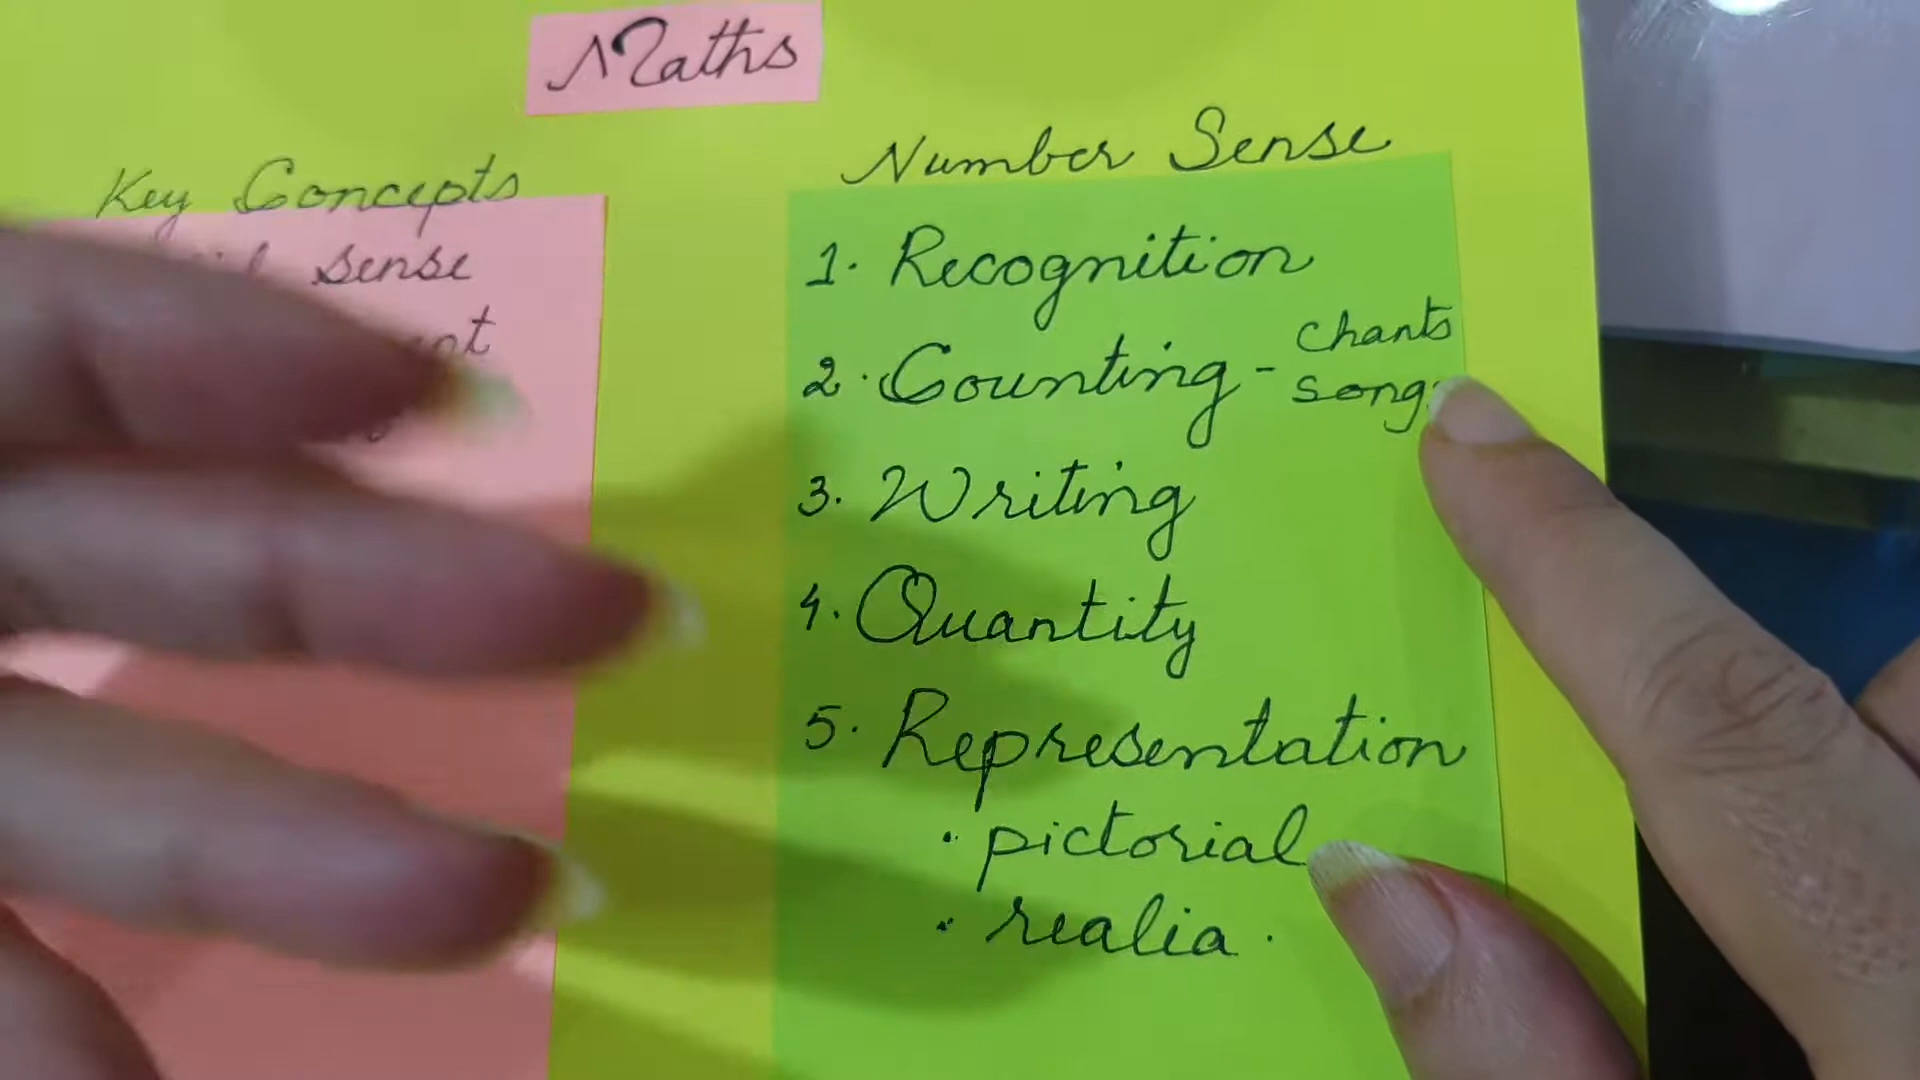 Maths
Key Concepts
sense
Number Sense
1. Recognition
2. Counting - chants
songs
3. Writing
4. Quantity
5. Representation
• pictorial
• realia.